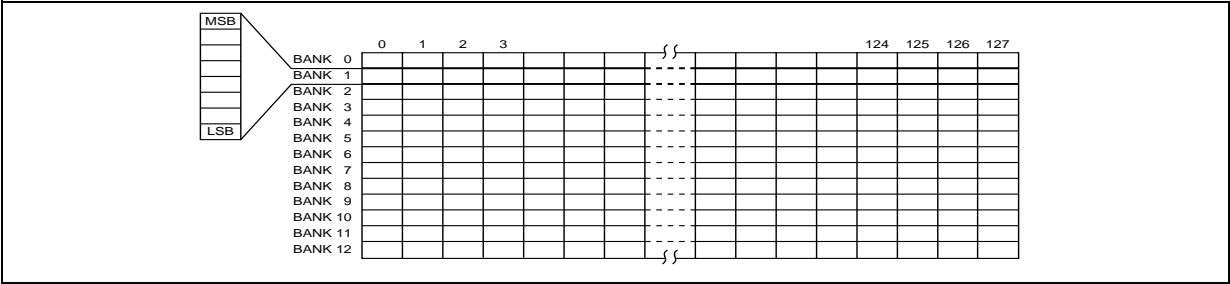 MSB
LSB
0 1 2 3 124 125 126 127
BANK 0
BANK 1
BANK 2
BANK 3
BANK 4
BANK 5
BANK 6
BANK 7
BANK 8
BANK 9
BANK 10
BANK 11
BANK 12